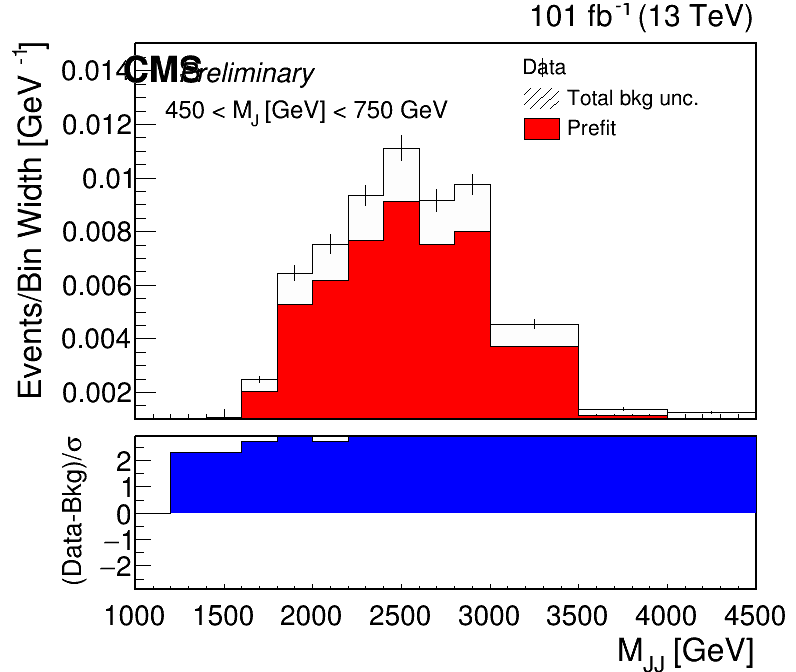 101 fb⁻¹ (13 TeV)
CMS Preliminary
450 < M_J [GeV] < 750 GeV
Data
Total bkg unc.
Prefit
Events/Bin Width [GeV⁻¹]
0.014
0.012
0.01
0.008
0.006
0.004
0.002
(Data-Bkg)/σ
2
1
0
−1
−2
1000 1500 2000 2500 3000 3500 4000 4500
M_JJ [GeV]